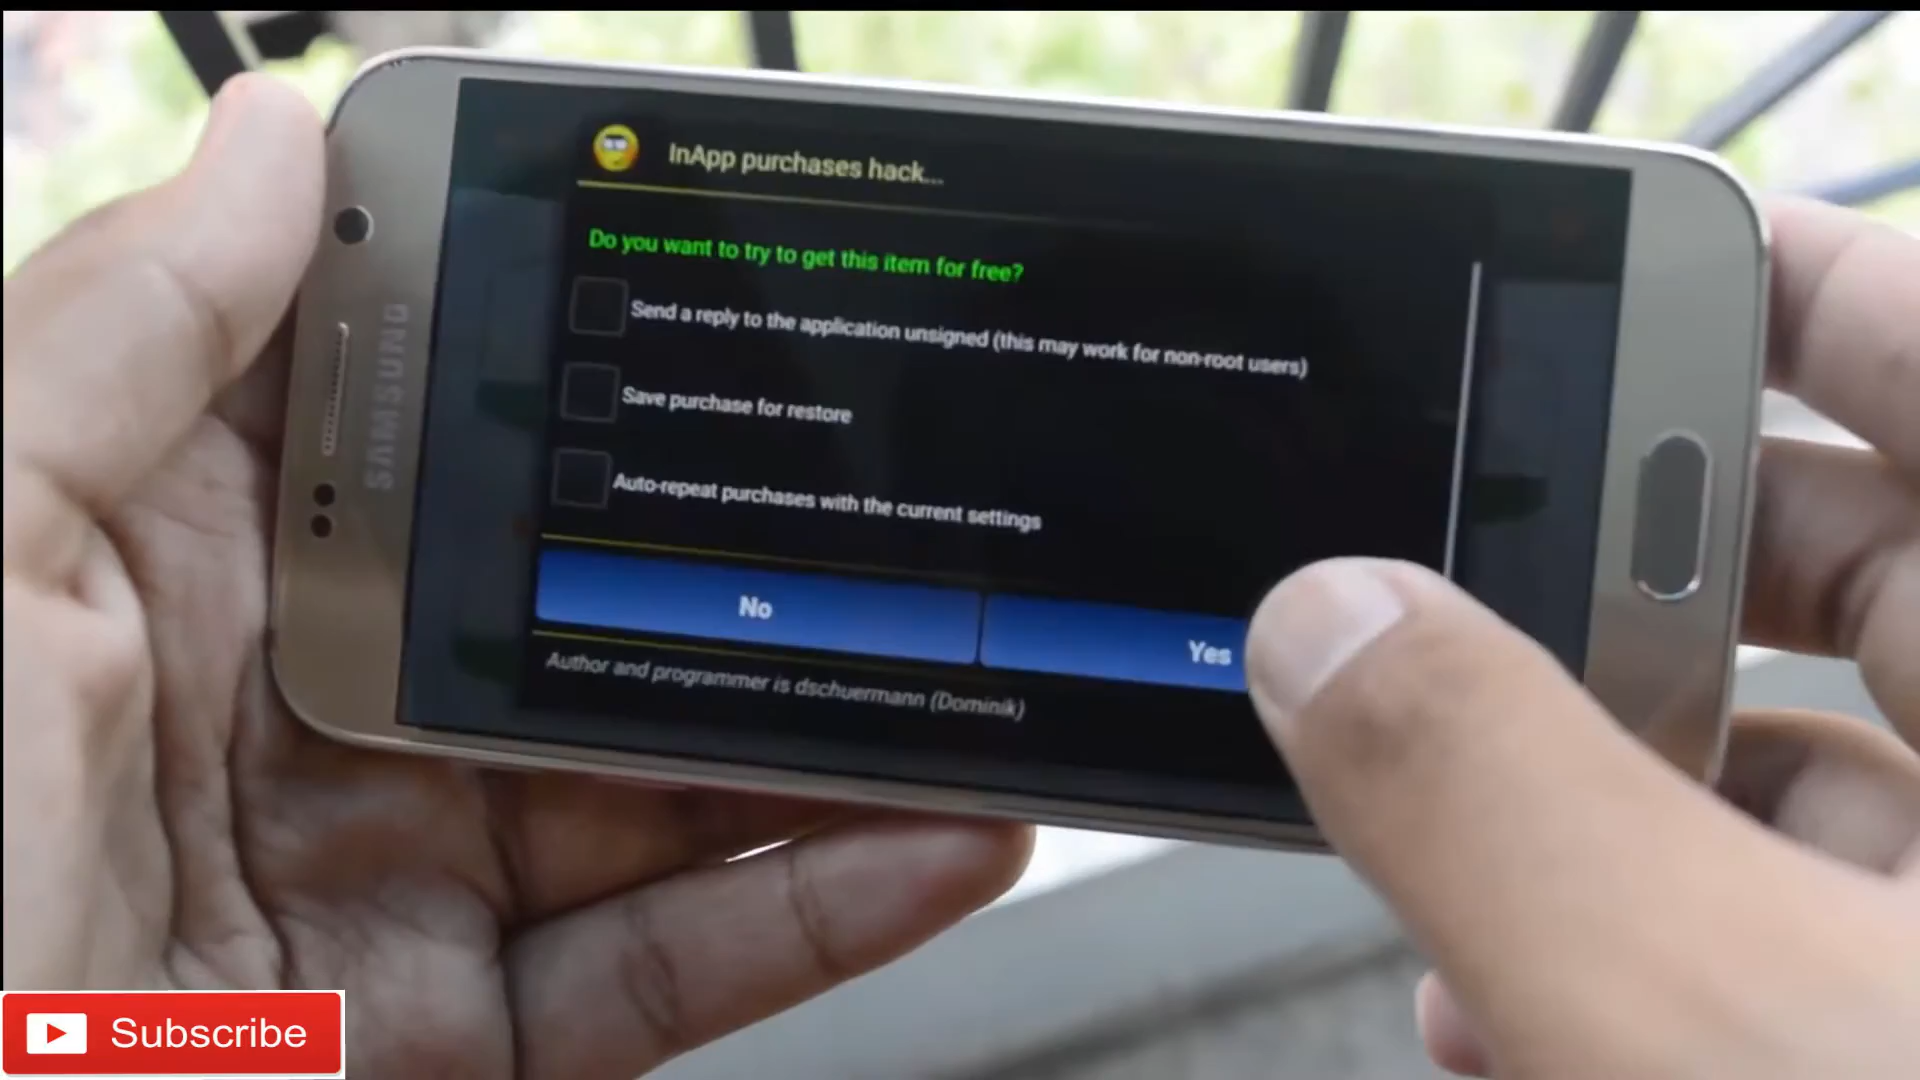 InApp purchases hack...
Do you want to try to get this item for free?
Send a reply to the application unsigned (this may work for non-root users)
Save purchase for restore
Auto-repeat purchases with the current settings
No
Yes
Author and programmer is dschuermann (Dominik)
SAMSUNG
Subscribe